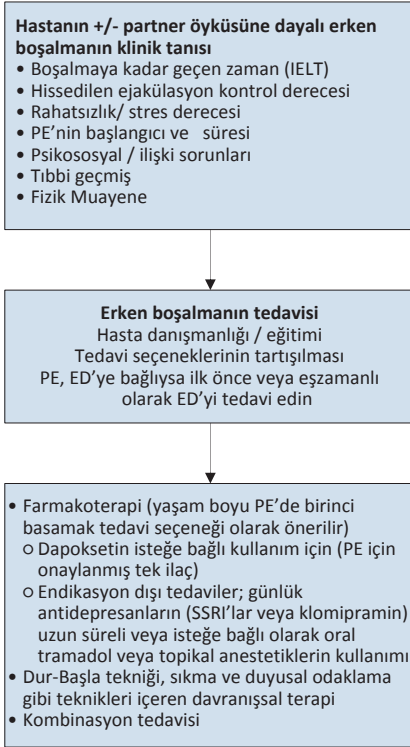 Hastanın +/- partner öyküsüne dayalı erken
boşalmanın klinik tanısı
• Boşalmaya kadar geçen zaman (IELT)
• Hissedilen ejakülasyon kontrol derecesi
• Rahatsızlık/ stres derecesi
• PE'nin başlangıcı ve süresi
• Psikososyal / ilişki sorunları
• Tıbbi geçmiş
• Fizik Muayene
Erken boşalmanın tedavisi
Hasta danışmanlığı / eğitimi
Tedavi seçeneklerinin tartışılması
PE, ED'ye bağlıysa ilk önce veya eşzamanlı
olarak ED'yi tedavi edin
• Farmakoterapi (yaşam boyu PE'de birinci
basamak tedavi seçeneği olarak önerilir)
o Dapoksetin isteğe bağlı kullanım için (PE için
onaylanmış tek ilaç)
o Endikasyon dışı tedaviler; günlük
antidepresanların (SSRI'lar veya klomipramin)
uzun süreli veya isteğe bağlı olarak oral
tramadol veya topikal anestetiklerin kullanımı
• Dur-Başla tekniği, sıkma ve duyusal odaklama
gibi teknikleri içeren davranışsal terapi
• Kombinasyon tedavisi